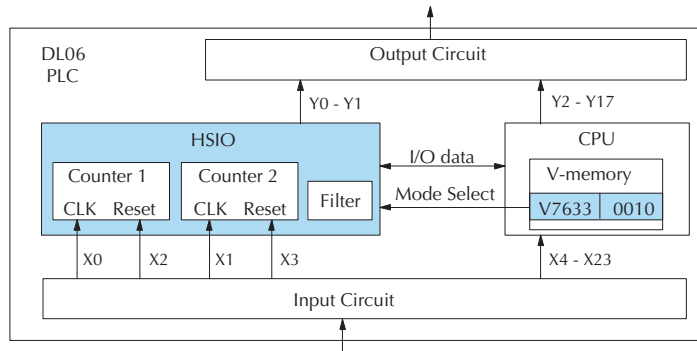 DL06
PLC
Output Circuit
Y0 - Y1
Y2 - Y17
HSIO
CPU
I/O data
Counter 1
Counter 2
V-memory
Mode Select
CLK Reset
CLK Reset
Filter
V7633 0010
X0
X2
X1
X3
X4 - X23
Input Circuit